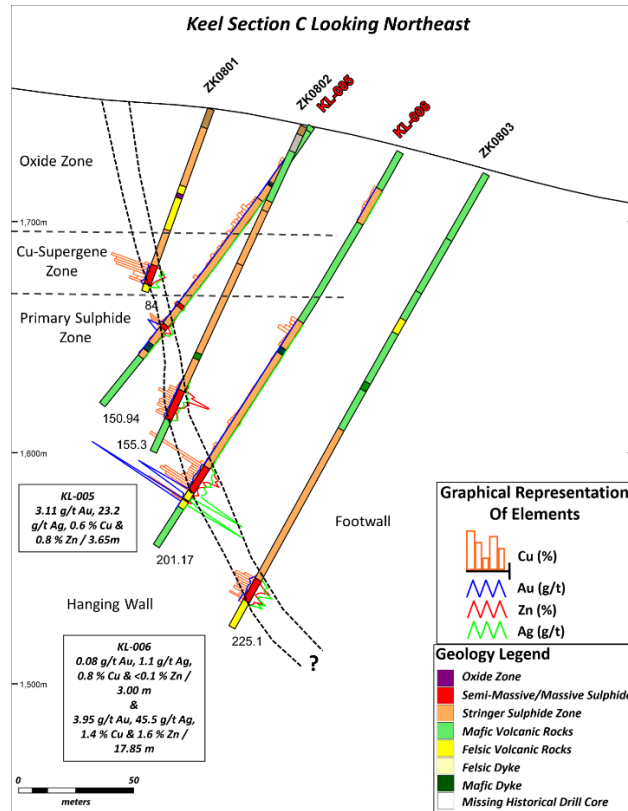 Keel Section C Looking Northeast
ZK0801
ZK0802
KL-005
KL-006
ZK0803
Oxide Zone
1,700m
Cu-Supergene
Zone
84
Primary Sulphide
Zone
150.94
155.3
1,600m
KL-005
3.11 g/t Au, 23.2
g/t Ag, 0.6 % Cu &
0.8 % Zn / 3.65m
201.17
Footwall
Hanging Wall
225.1
?
KL-006
0.08 g/t Au, 1.1 g/t Ag,
0.8 % Cu & <0.1 % Zn /
3.00 m
&
3.95 g/t Au, 45.5 g/t Ag,
1.4 % Cu & 1.6 % Zn /
17.85 m
1,500m
0
50
meters
Graphical Representation
Of Elements
Cu (%)
Au (g/t)
Zn (%)
Ag (g/t)
Geology Legend
Oxide Zone
Semi-Massive/Massive Sulphide
Stringer Sulphide Zone
Mafic Volcanic Rocks
Felsic Volcanic Rocks
Felsic Dyke
Mafic Dyke
Missing Historical Drill Core